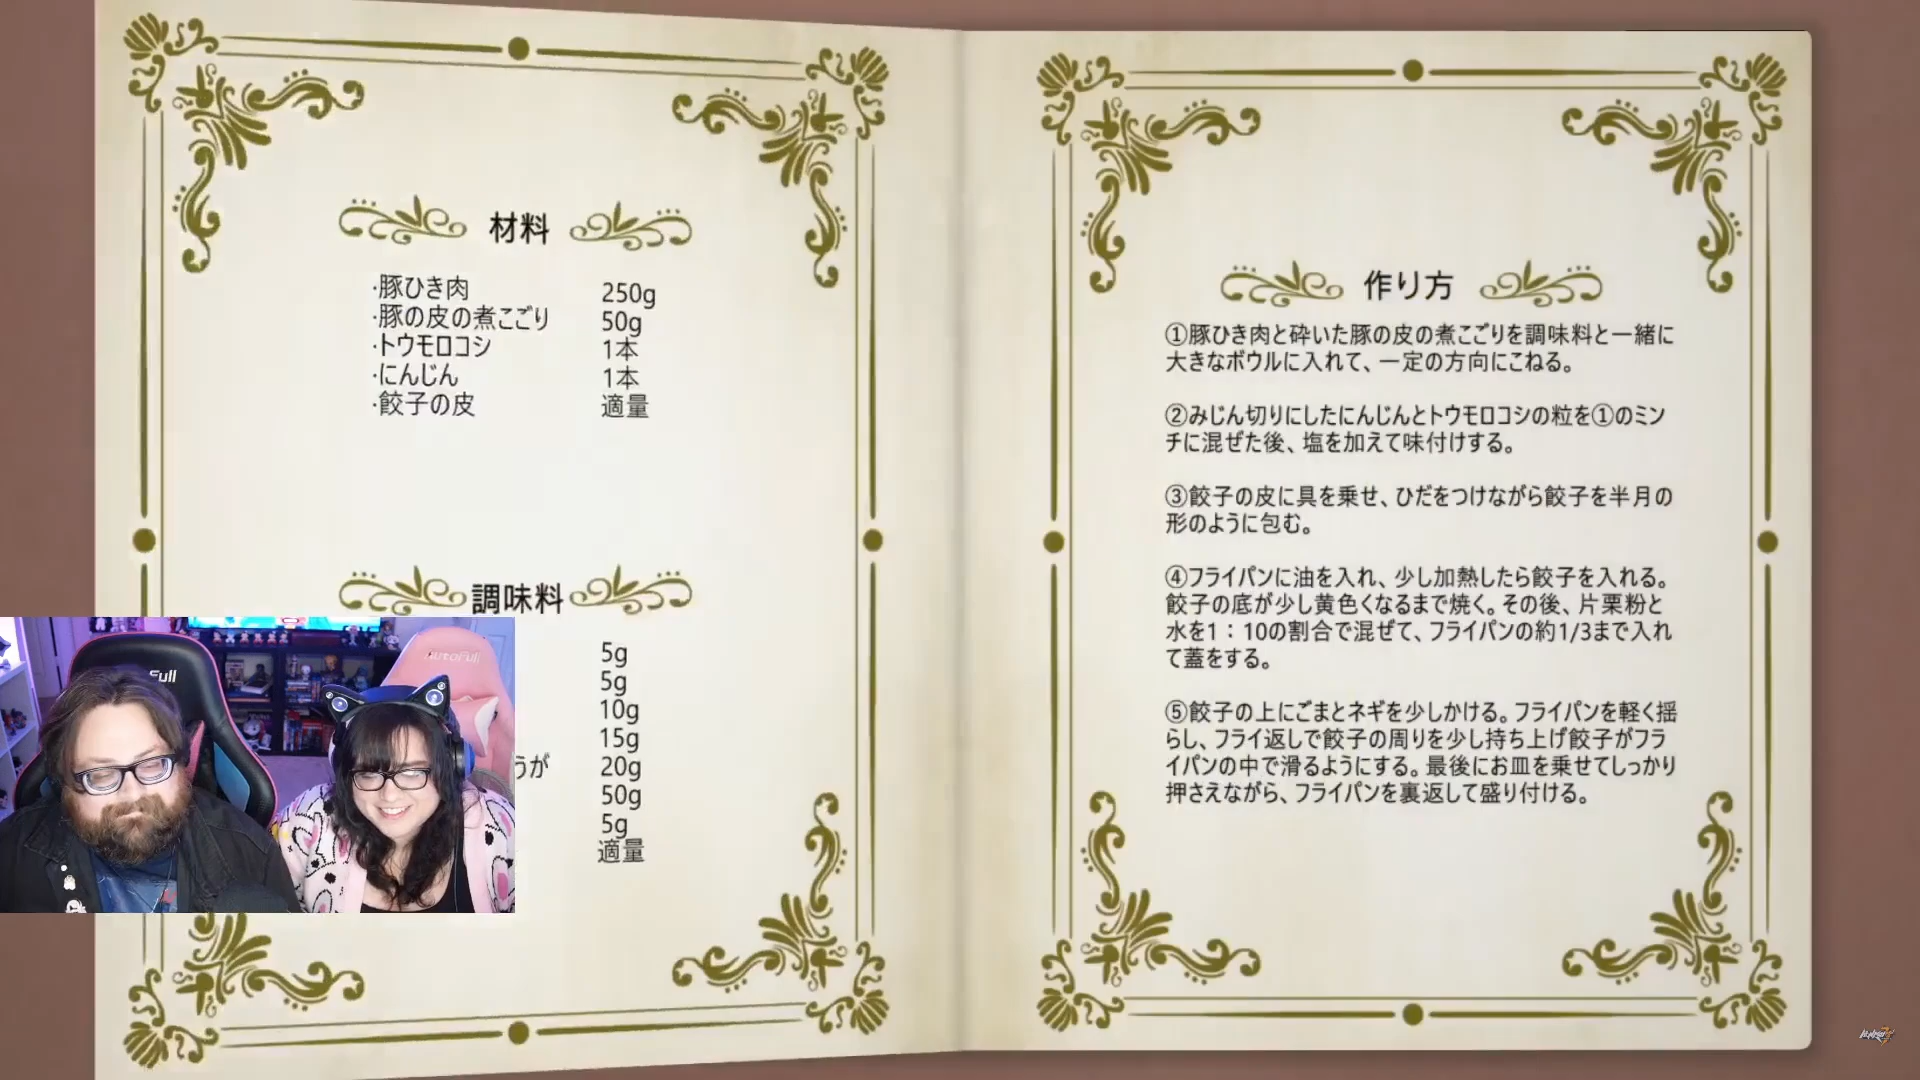 材料
・豚ひき肉 250g
・豚の皮の煮こごり 50g
・トウモロコシ 1本
・にんじん 1本
・餃子の皮 適量
調味料
5g
5g
10g
15g
うが 20g
50g
5g
適量
作り方
①豚ひき肉と砕いた豚の皮の煮こごりを調味料と一緒に
大きなボウルに入れて、一定の方向にこねる。
②みじん切りにしたにんじんとトウモロコシの粒を①のミン
チに混ぜた後、塩を加えて味付けする。
③餃子の皮に具を乗せ、ひだをつけながら餃子を半月の
形のように包む。
④フライパンに油を入れ、少し加熱したら餃子を入れる。
餃子の底が少し黄色くなるまで焼く。その後、片栗粉と
水を1：10の割合で混ぜて、フライパンの約1/3まで入れ
て蓋をする。
⑤餃子の上にごまとネギを少しかける。フライパンを軽く揺
らし、フライ返しで餃子の周りを少し持ち上げ餃子がフラ
イパンの中で滑るようにする。最後にお皿を乗せてしっかり
押さえながら、フライパンを裏返して盛り付ける。
Full
AutoFull